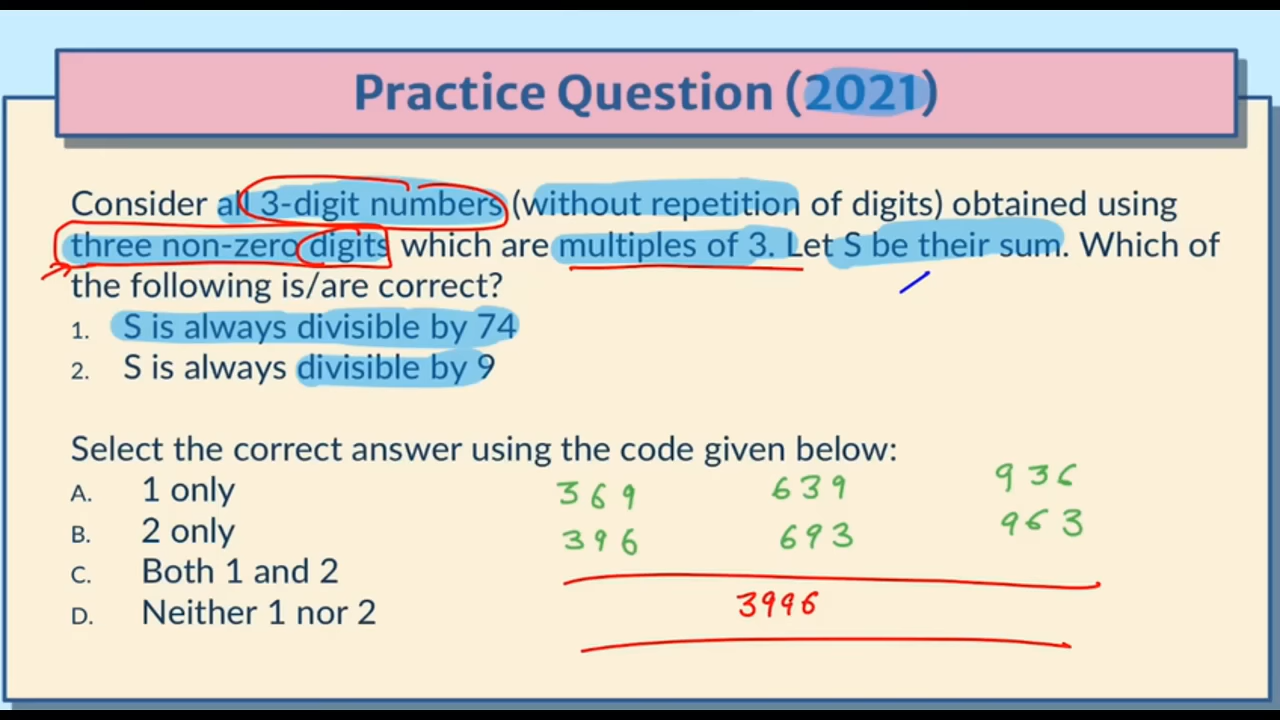 Practice Question (2021)
Consider all 3-digit numbers (without repetition of digits) obtained using
three non-zero digits which are multiples of 3. Let S be their sum. Which of
the following is/are correct?
1. S is always divisible by 74
2. S is always divisible by 9
Select the correct answer using the code given below:
A. 1 only
B. 2 only
C. Both 1 and 2
D. Neither 1 nor 2
369 639 936
396 693 963
3996